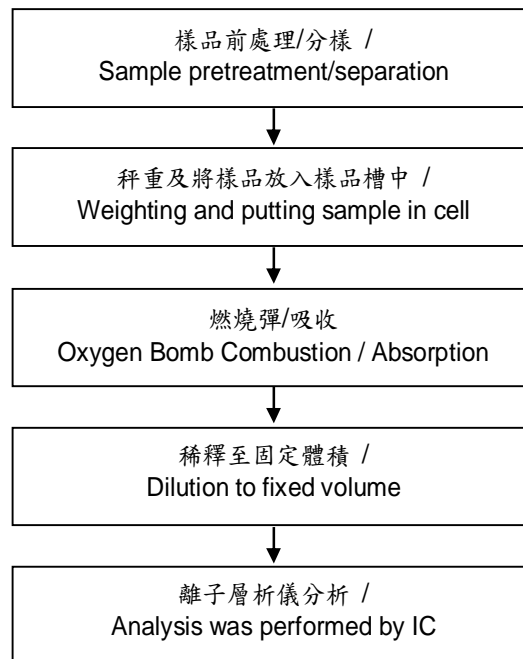 樣品前處理/分樣 /
Sample pretreatment/separation
秤重及將樣品放入樣品槽中 /
Weighting and putting sample in cell
燃燒彈/吸收
Oxygen Bomb Combustion / Absorption
稀釋至固定體積 /
Dilution to fixed volume
離子層析儀分析 /
Analysis was performed by IC